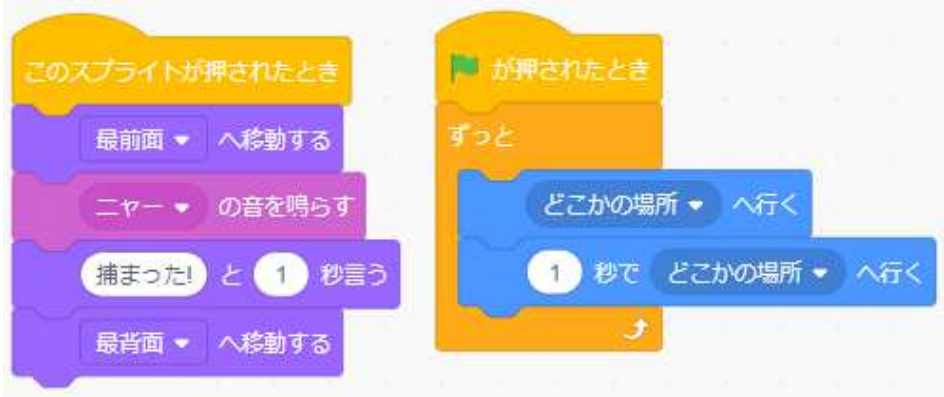 このスプライトが押されたとき
最前面 へ移動する
ニャー の音を鳴らす
捕まった! と 1 秒言う
最背面 へ移動する
が押されたとき
ずっと
どこかの場所 へ行く
1 秒で どこかの場所 へ行く